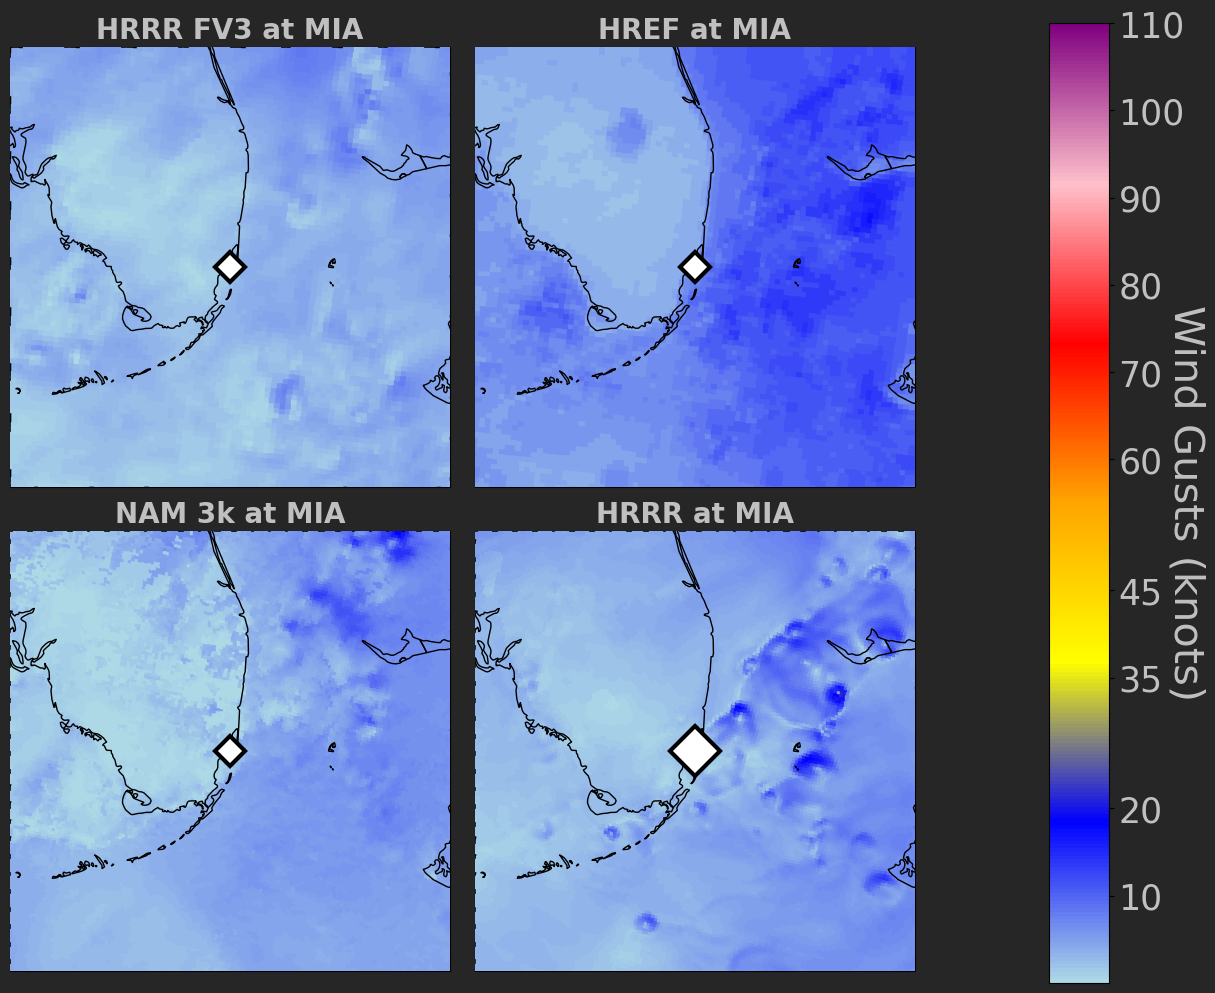 HRRR FV3 at MIA
HREF at MIA
NAM 3k at MIA
HRRR at MIA
110
100
90
80
70
60
45
35
20
10
Wind Gusts (knots)